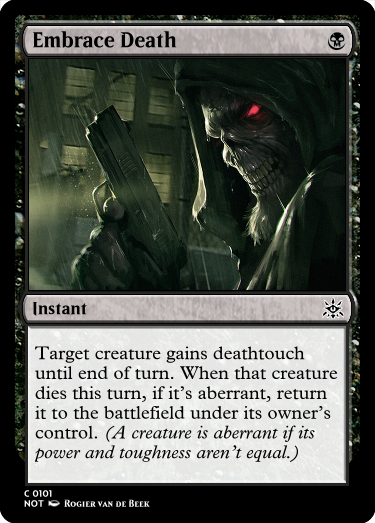 Embrace Death
Instant
Target creature gains deathtouch
until end of turn. When that creature
dies this turn, if it's aberrant, return
it to the battlefield under its owner's
control. (A creature is aberrant if its
power and toughness aren't equal.)
C 0101
NOT Rogier van de Beek